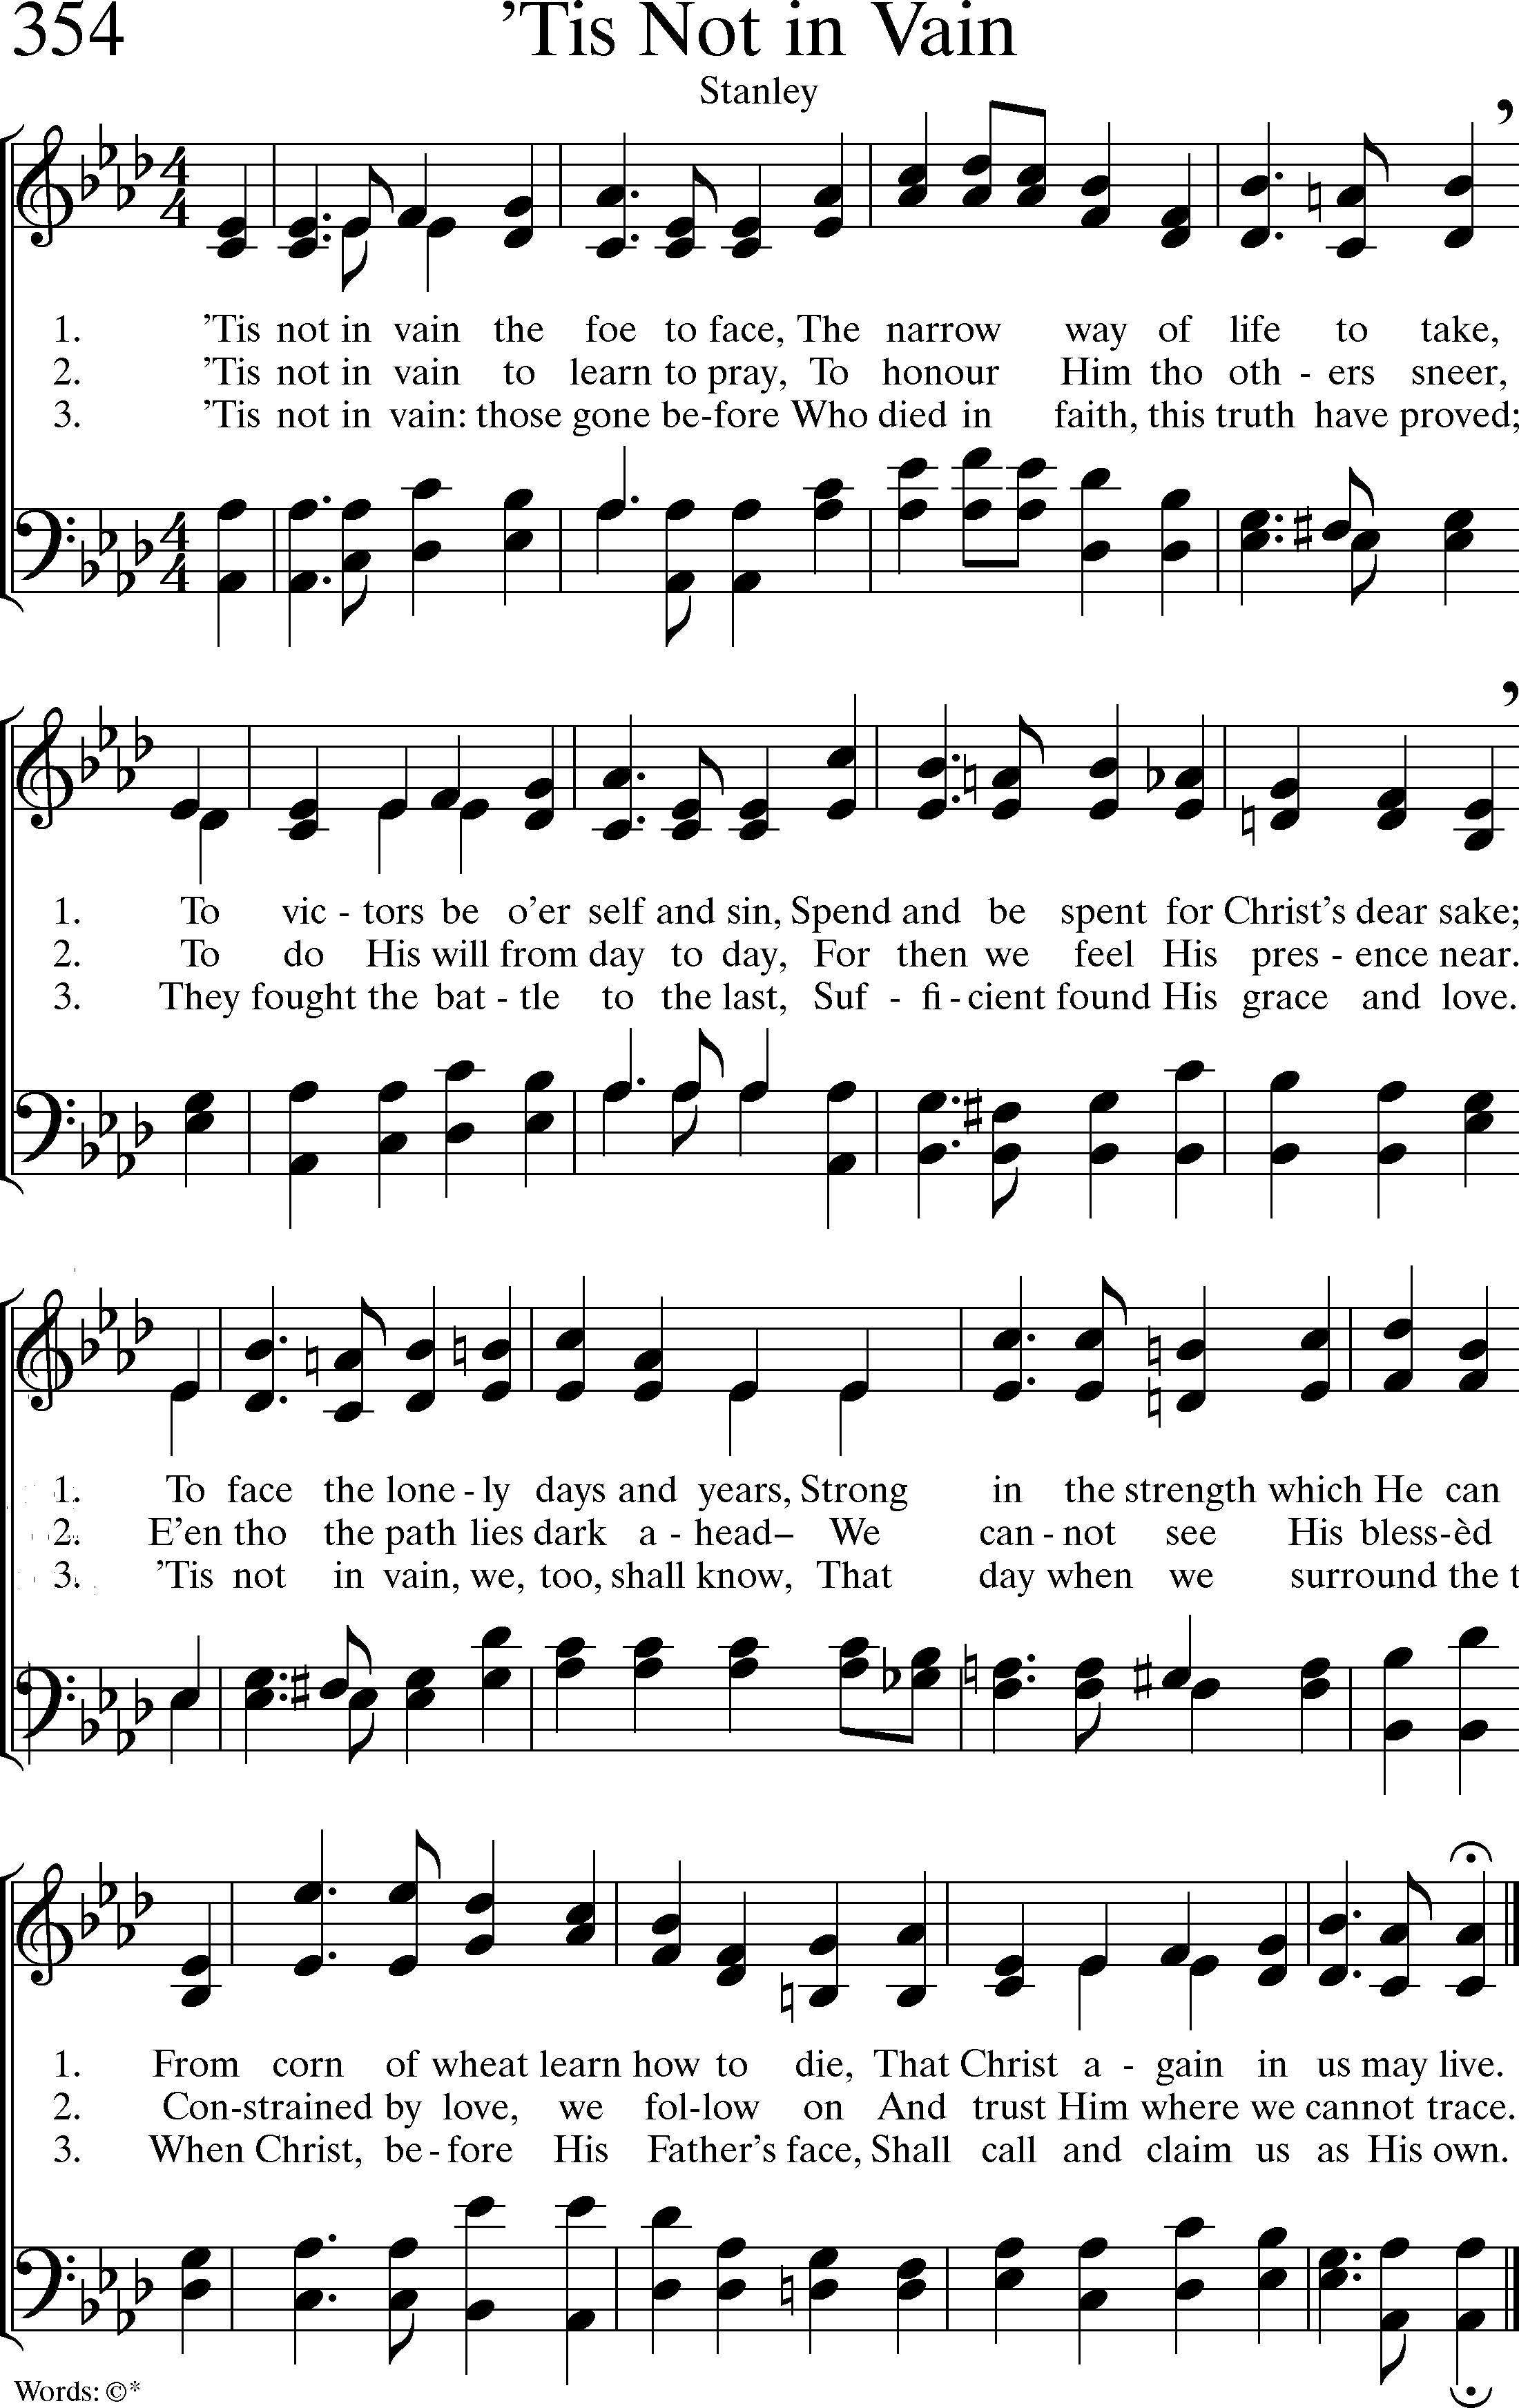 354
’Tis Not in Vain
Stanley
1. ’Tis not in vain the foe to face, The narrow way of life to take,
2. ’Tis not in vain to learn to pray, To honour Him tho oth - ers sneer,
3. ’Tis not in vain: those gone be-fore Who died in faith, this truth have proved;
1. To vic - tors be o’er self and sin, Spend and be spent for Christ’s dear sake;
2. To do His will from day to day, For then we feel His pres - ence near.
3. They fought the bat - tle to the last, Suf - fi - cient found His grace and love.
1. To face the lone - ly days and years, Strong in the strength which He can
2. E’en tho the path lies dark a - head– We can - not see His bless-èd
3. ’Tis not in vain, we, too, shall know, That day when we surround the t
1. From corn of wheat learn how to die, That Christ a - gain in us may live.
2. Con-strained by love, we fol-low on And trust Him where we cannot trace.
3. When Christ, be - fore His Father’s face, Shall call and claim us as His own.
Words: ©*